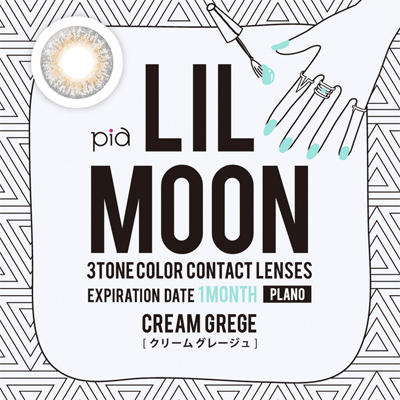 pia
LIL
MOON
3TONE COLOR CONTACT LENSES
EXPIRATION DATE 1MONTH PLANO
CREAM GREGE
[ クリームグレージュ ]